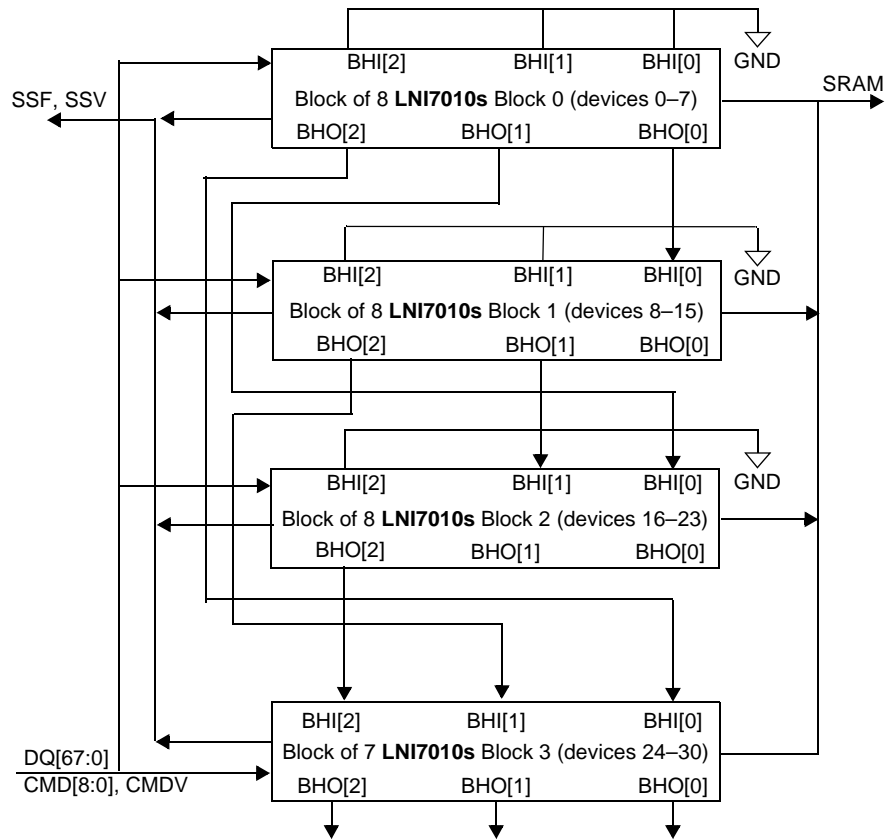 BHI[2] BHI[1] BHI[0] GND
SSF, SSV
SRAM
Block of 8 LNI7010s Block 0 (devices 0–7)
BHO[2] BHO[1] BHO[0]
BHI[2] BHI[1] BHI[0] GND
Block of 8 LNI7010s Block 1 (devices 8–15)
BHO[2] BHO[1] BHO[0]
BHI[2] BHI[1] BHI[0] GND
Block of 8 LNI7010s Block 2 (devices 16–23)
BHO[2] BHO[1] BHO[0]
BHI[2] BHI[1] BHI[0]
DQ[67:0]
Block of 7 LNI7010s Block 3 (devices 24–30)
CMD[8:0], CMDV
BHO[2] BHO[1] BHO[0]